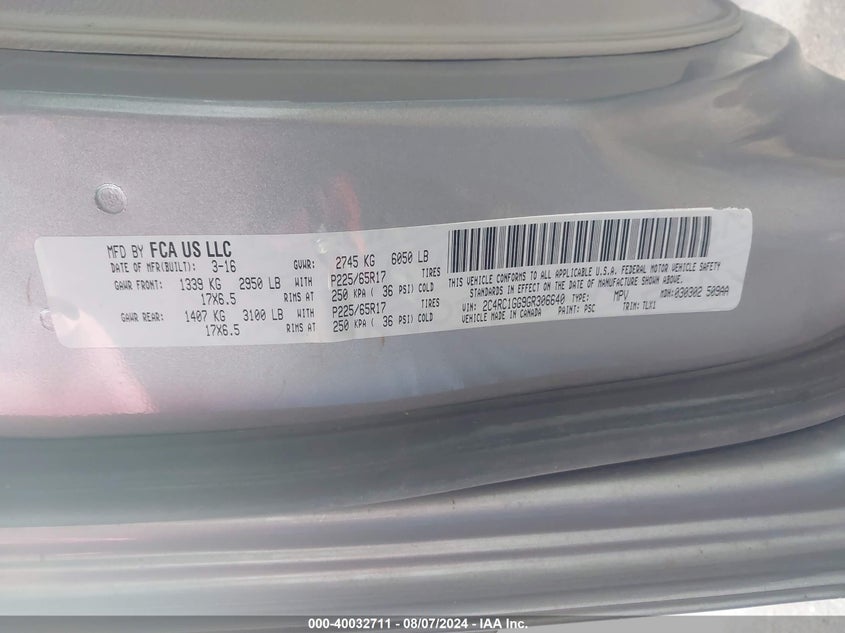 MFD BY FCA US LLC
DATE OF MFR(BUILT): 3-16 GVWR: 2745 KG 6050 LB
GAWR FRONT: 1339 KG 2950 LB WITH P225/65R17 TIRES
17X6.5 RIMS AT 250 KPA ( 36 PSI) COLD
GAWR REAR: 1407 KG 3100 LB WITH P225/65R17 TIRES
17X6.5 RIMS AT 250 KPA ( 36 PSI) COLD
THIS VEHICLE CONFORMS TO ALL APPLICABLE U.S.A. FEDERAL MOTOR VEHICLE SAFETY
STANDARDS IN EFFECT ON THE DATE OF MANUFACTURE SHOWN ABOVE.
VIN: 2C4RC1GG9GR306640 TYPE: MPV MDH:030302 509AA
VEHICLE MADE IN CANADA PAINT: PSC TRIM: TLX1
000-40032711 - 08/07/2024 - IAA Inc.